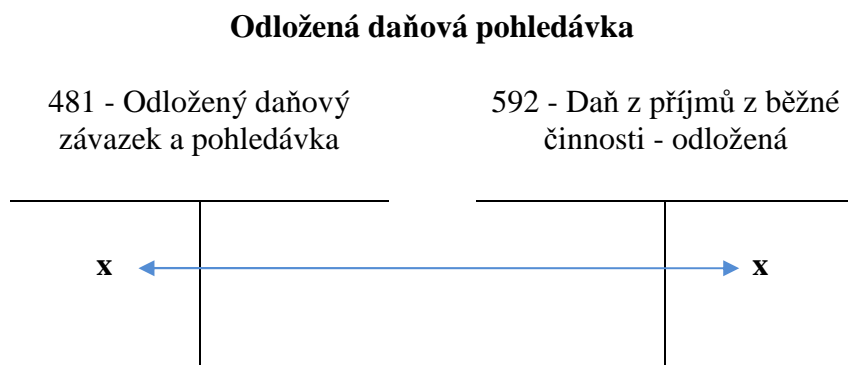 Odložená daňová pohledávka
481 - Odložený daňový
závazek a pohledávka
592 - Daň z příjmů z běžné
činnosti - odložená
x
x